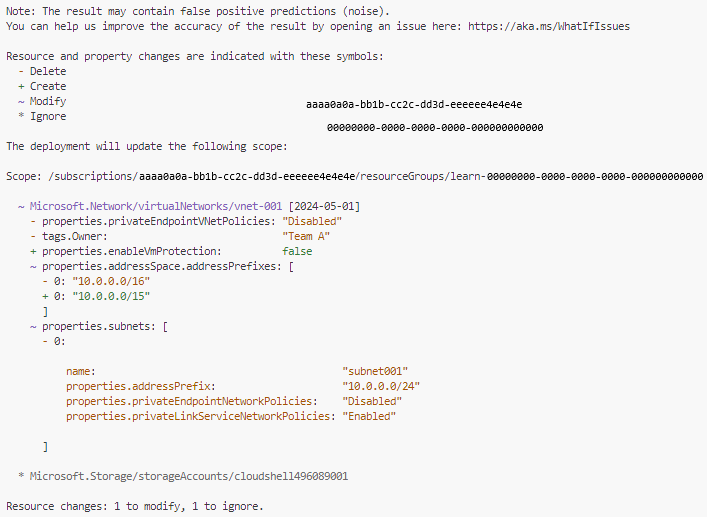 Note: The result may contain false positive predictions (noise).
You can help us improve the accuracy of the result by opening an issue here: https://aka.ms/WhatIfIssues
Resource and property changes are indicated with these symbols:
- Delete
+ Create
~ Modify
aaaa0a0a-bb1b-cc2c-dd3d-eeeeee4e4e4e
* Ignore
00000000-0000-0000-0000-000000000000
The deployment will update the following scope:
Scope: /subscriptions/aaaa0a0a-bb1b-cc2c-dd3d-eeeeee4e4e4e/resourceGroups/learn-00000000-0000-0000-0000-000000000000
~ Microsoft.Network/virtualNetworks/vnet-001 [2024-05-01]
- properties.privateEndpointVNetPolicies: "Disabled"
- tags.Owner: "Team A"
+ properties.enableVmProtection: false
~ properties.addressSpace.addressPrefixes: [
- 0: "10.0.0.0/16"
+ 0: "10.0.0.0/15"
]
~ properties.subnets: [
- 0:
name: "subnet001"
properties.addressPrefix: "10.0.0.0/24"
properties.privateEndpointNetworkPolicies: "Disabled"
properties.privateLinkServiceNetworkPolicies: "Enabled"
]
* Microsoft.Storage/storageAccounts/cloudshell496089001
Resource changes: 1 to modify, 1 to ignore.